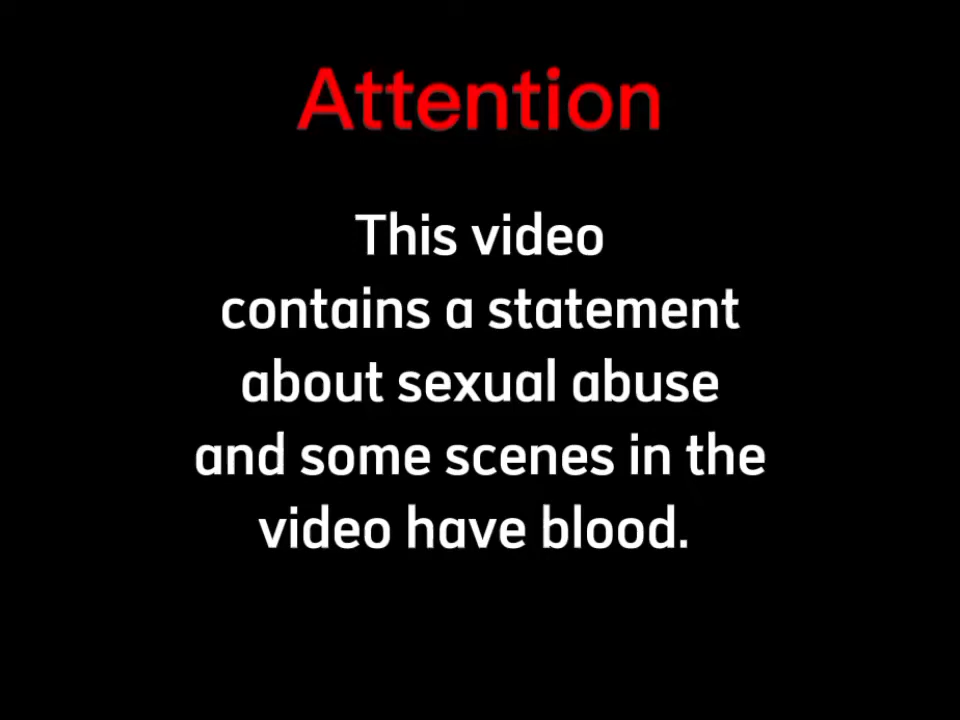 Attention
This video
contains a statement
about sexual abuse
and some scenes in the
video have blood.